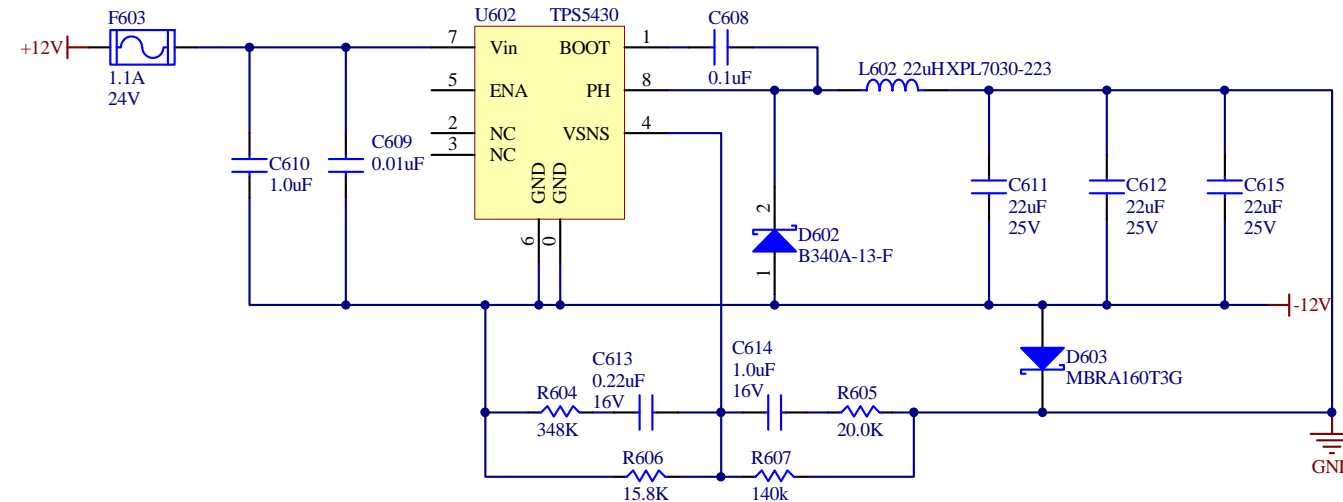 F603
+12V
1.1A
24V
U602 TPS5430
7 Vin
5 ENA
2 NC
3 NC
BOOT 1
PH 8
VSNS 4
GND
GND
6
0
C608
0.1uF
L602 22uHXPL7030-223
C610
1.0uF
C609
0.01uF
2
D602
B340A-13-F
1
C611
22uF
25V
C612
22uF
25V
C615
22uF
25V
-12V
D603
MBRA160T3G
C613
0.22uF
16V
C614
1.0uF
16V
R604
348K
R605
20.0K
R606
15.8K
R607
140k
GND